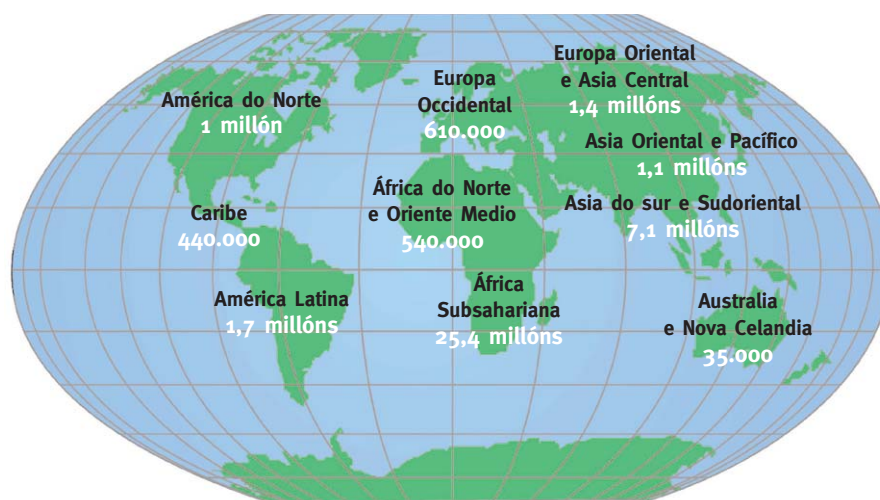 América do Norte
1 millón
Europa
Occidental
610.000
Europa Oriental
e Asia Central
1,4 millóns
Asia Oriental e Pacífico
1,1 millóns
Caribe
440.000
África do Norte
e Oriente Medio
540.000
Asia do sur e Sudoriental
7,1 millóns
América Latina
1,7 millóns
África
Subsahariana
25,4 millóns
Australia
e Nova Celandia
35.000